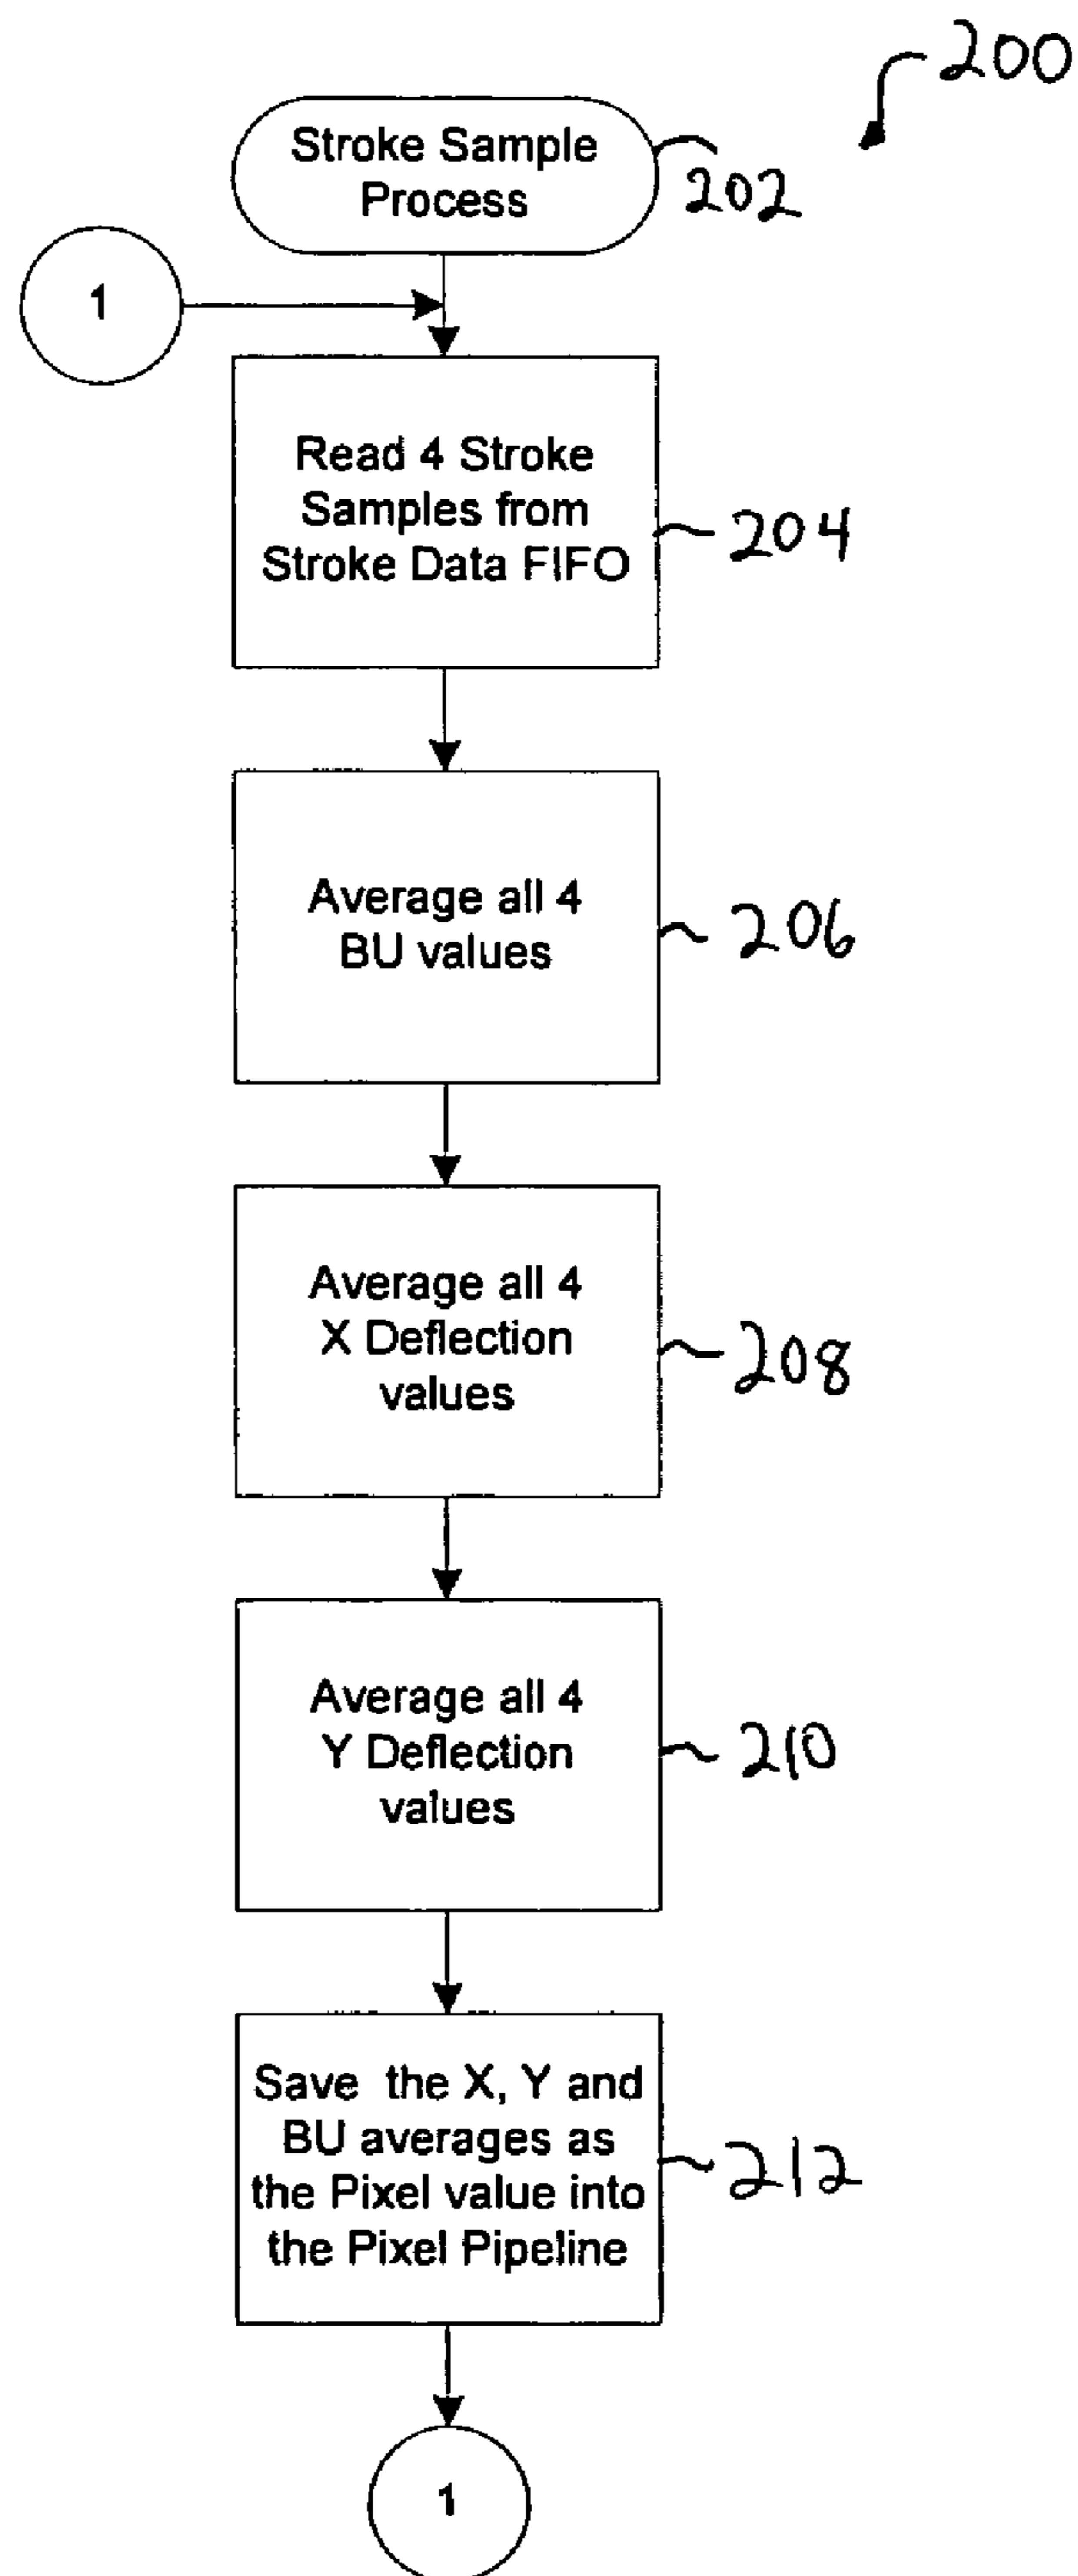 200
Stroke Sample
Process
202
1
Read 4 Stroke
Samples from
Stroke Data FIFO
204
Average all 4
BU values
206
Average all 4
X Deflection
values
208
Average all 4
Y Deflection
values
210
Save the X, Y and
BU averages as
the Pixel value into
the Pixel Pipeline
212
1